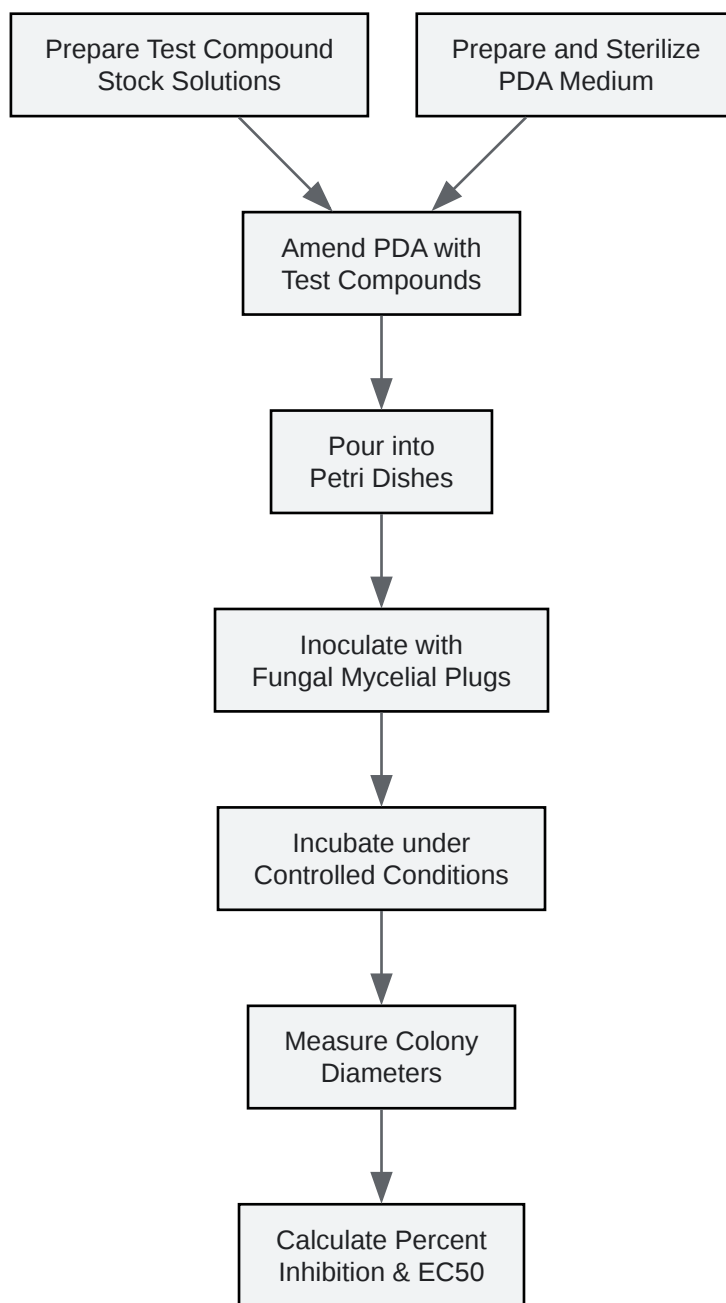 Prepare Test Compound
Stock Solutions
Prepare and Sterilize
PDA Medium
Amend PDA with
Test Compounds
Pour into
Petri Dishes
Inoculate with
Fungal Mycelial Plugs
Incubate under
Controlled Conditions
Measure Colony
Diameters
Calculate Percent
Inhibition & EC50